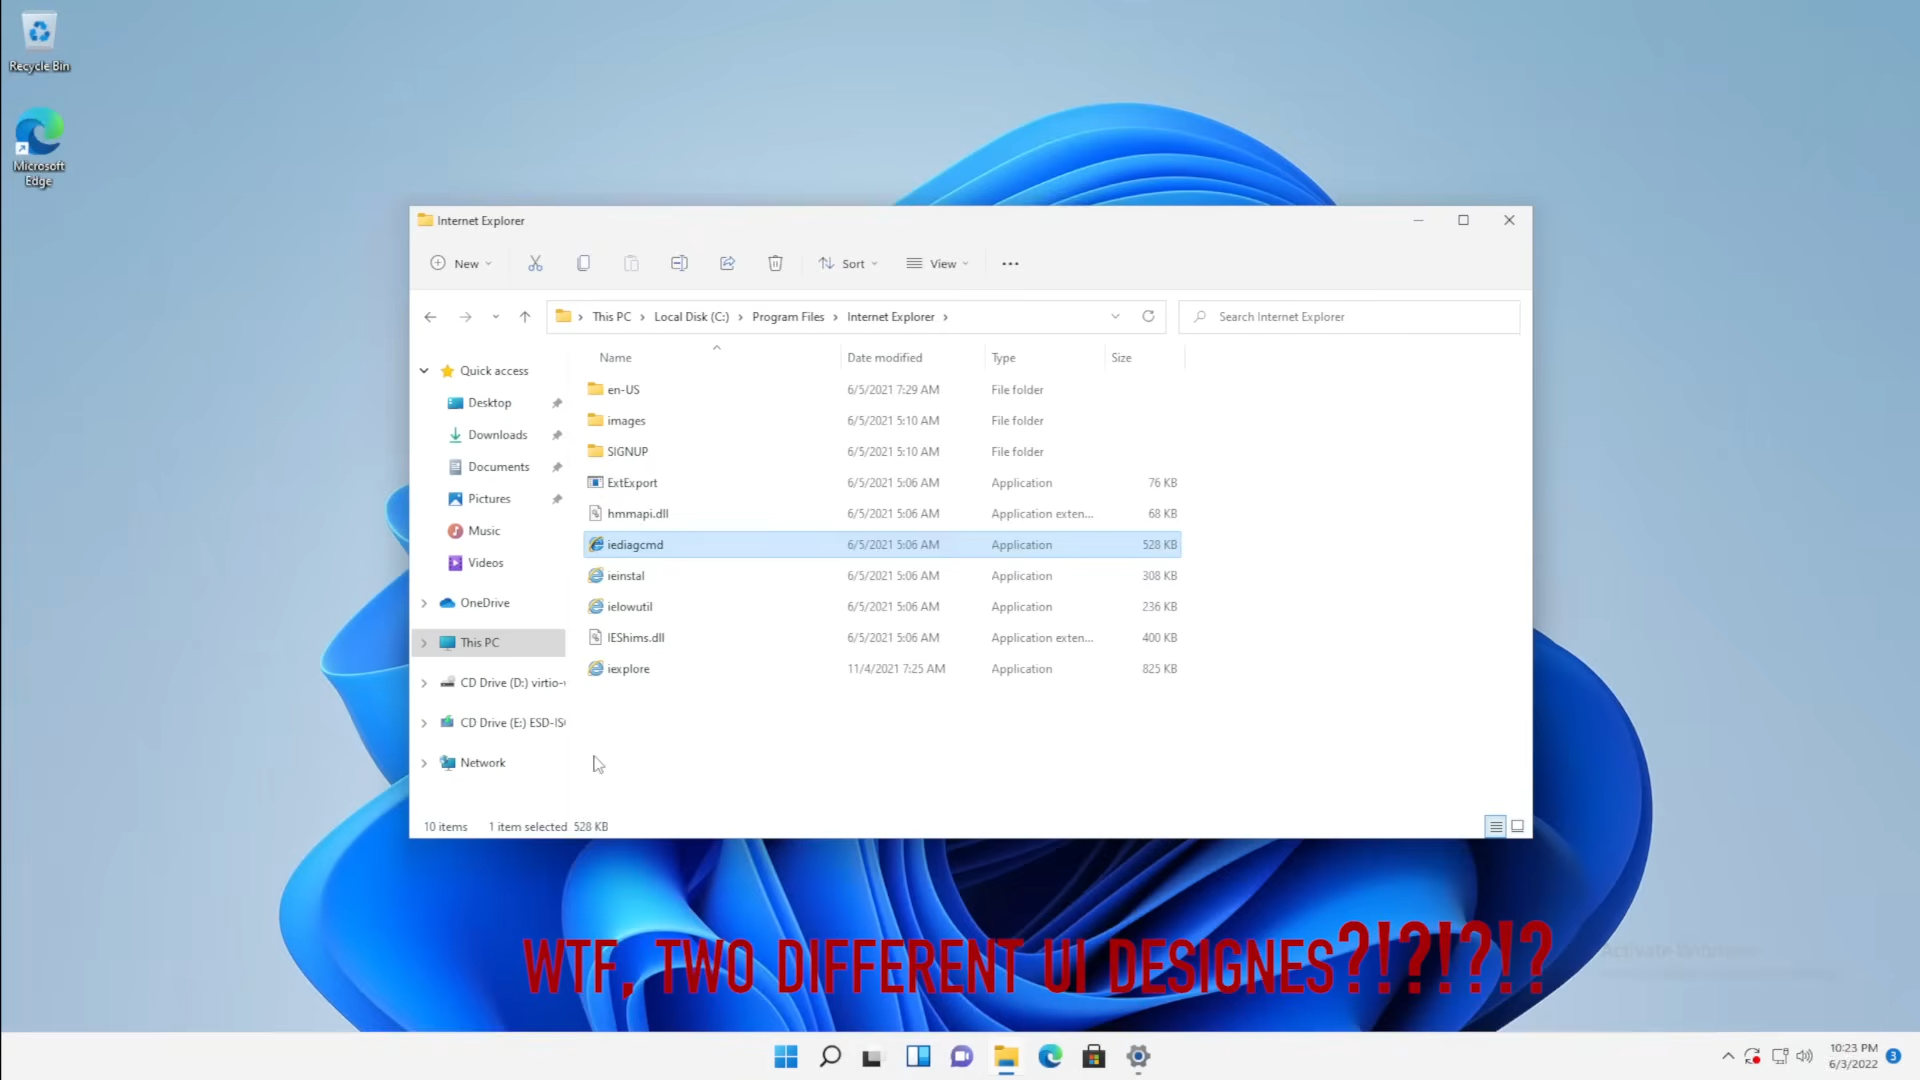 Recycle Bin
Microsoft
Edge
Internet Explorer
New
Sort
View
This PC > Local Disk (C:) > Program Files > Internet Explorer >
Search Internet Explorer
Name Date modified Type Size
Quick access
Desktop
Downloads
Documents
Pictures
Music
Videos
OneDrive
This PC
CD Drive (D:) virtio-
CD Drive (E:) ESD-IS
Network
en-US 6/5/2021 7:29 AM File folder
images 6/5/2021 5:10 AM File folder
SIGNUP 6/5/2021 5:10 AM File folder
ExtExport 6/5/2021 5:06 AM Application 76 KB
hmmapi.dll 6/5/2021 5:06 AM Application exten... 68 KB
iediagcmd 6/5/2021 5:06 AM Application 528 KB
ieinstal 6/5/2021 5:06 AM Application 308 KB
ielowutil 6/5/2021 5:06 AM Application 236 KB
IEShims.dll 6/5/2021 5:06 AM Application exten... 400 KB
iexplore 11/4/2021 7:25 AM Application 825 KB
10 items 1 item selected 528 KB
WTF, TWO DIFFERENT UI DESIGNES?!?!?!?
Activate Windows
10:23 PM
6/3/2022
3